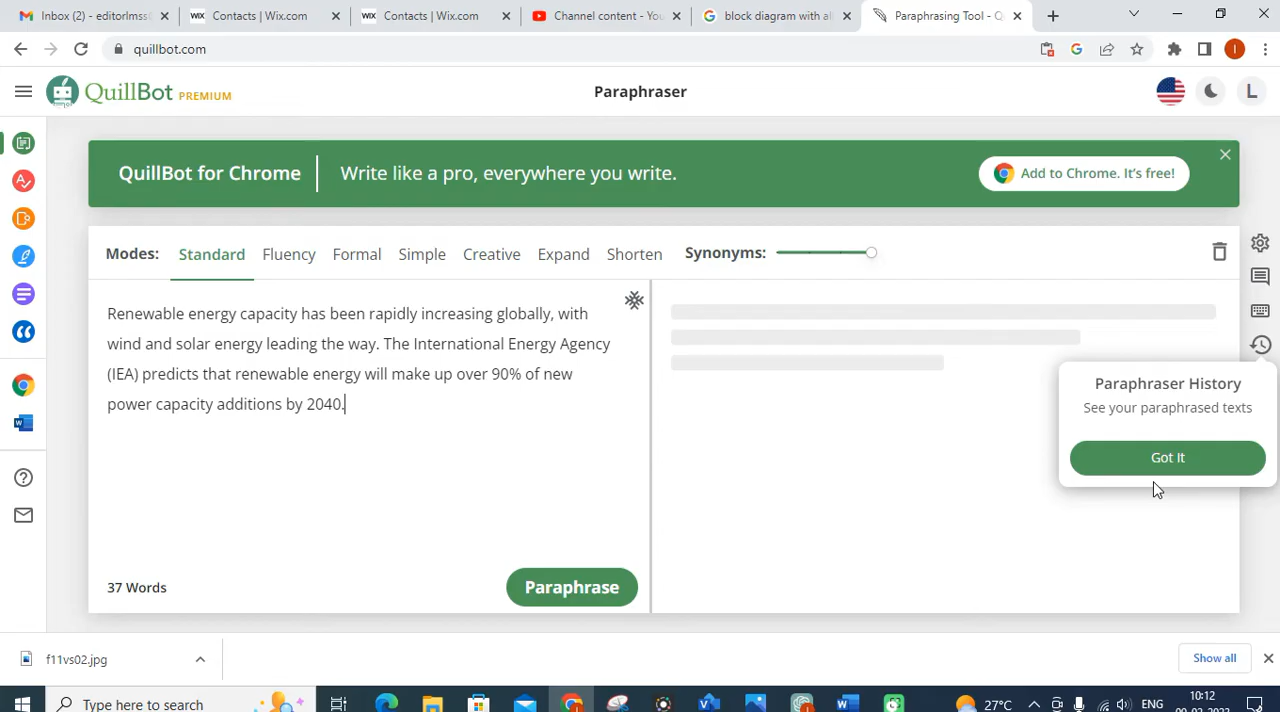 Inbox (2) - editorlmss
Contacts | Wix.com
Contacts | Wix.com
Channel content - You
block diagram with al
Paraphrasing Tool - Q
quillbot.com
I
QuillBot PREMIUM
Paraphraser
L
QuillBot for Chrome
Write like a pro, everywhere you write.
Add to Chrome. It's free!
Modes: Standard Fluency Formal Simple Creative Expand Shorten Synonyms:
Renewable energy capacity has been rapidly increasing globally, with
wind and solar energy leading the way. The International Energy Agency
(IEA) predicts that renewable energy will make up over 90% of new
power capacity additions by 2040.
Paraphraser History
See your paraphrased texts
Got It
37 Words
Paraphrase
f11vs02.jpg
Show all
Type here to search
27°C
ENG
10:12